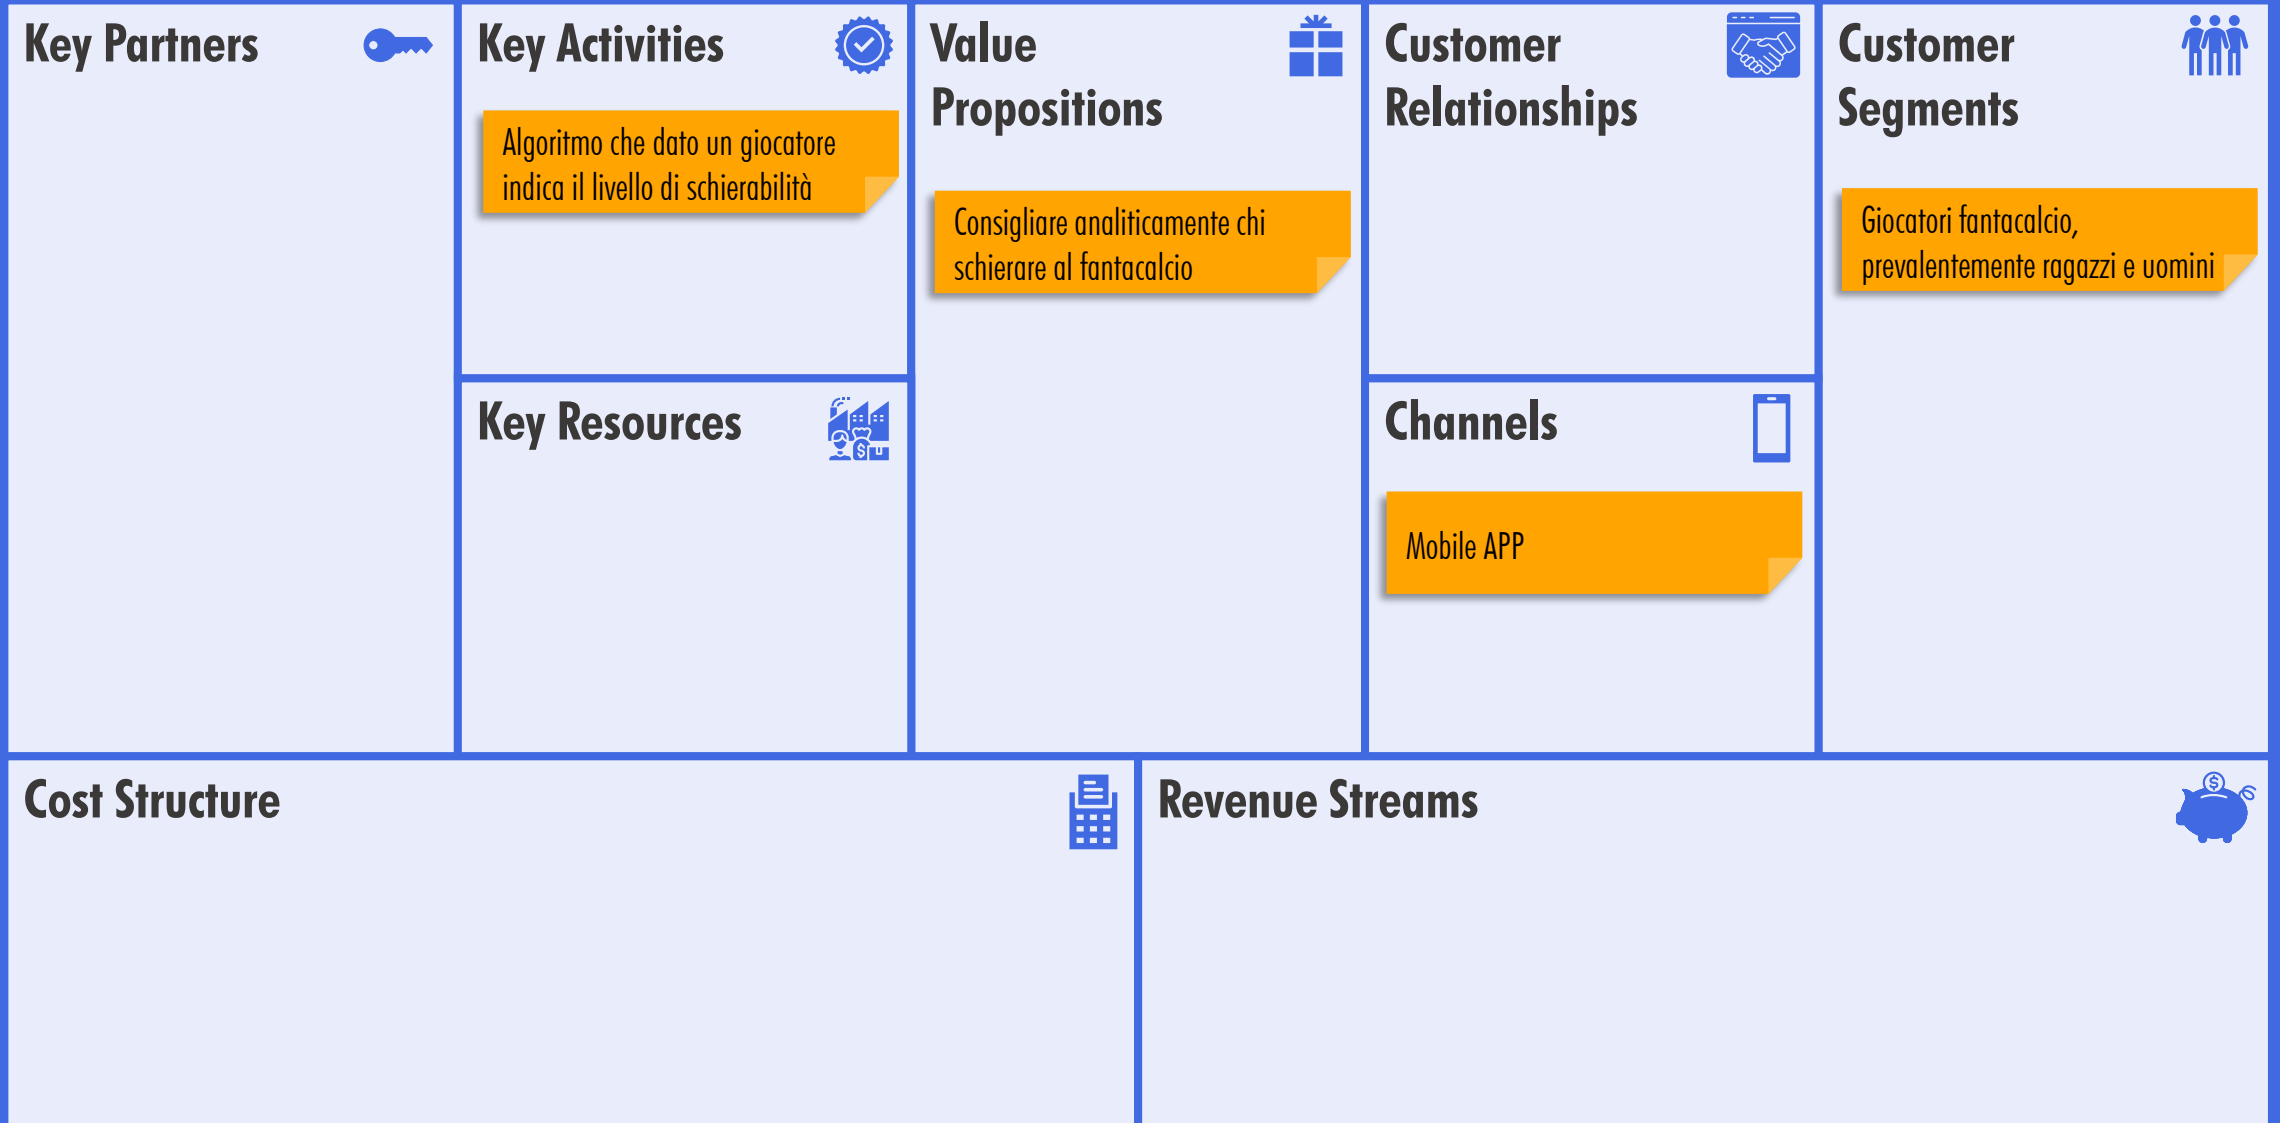 Key Partners
Key Activities
Algoritmo che dato un giocatore
indica il livello di schierabilità
Key Resources
Value
Propositions
Consigliare analiticamente chi
schierare al fantacalcio
Customer
Relationships
Channels
Mobile APP
Customer
Segments
Giocatori fantacalcio,
prevalentemente ragazzi e uomini
Cost Structure
Revenue Streams